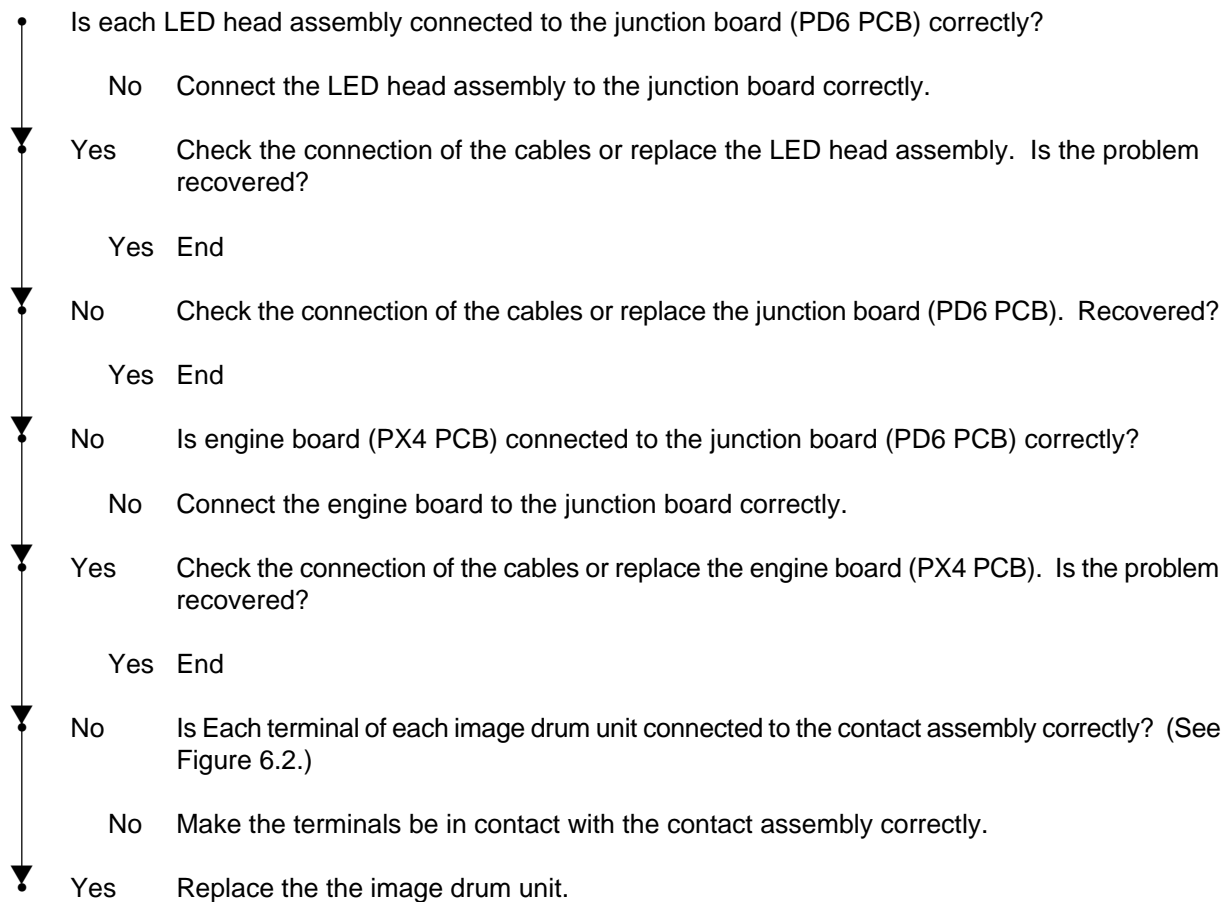 Is each LED head assembly connected to the junction board (PD6 PCB) correctly?
No Connect the LED head assembly to the junction board correctly.
Yes Check the connection of the cables or replace the LED head assembly. Is the problem
recovered?
Yes End
No Check the connection of the cables or replace the junction board (PD6 PCB). Recovered?
Yes End
No Is engine board (PX4 PCB) connected to the junction board (PD6 PCB) correctly?
No Connect the engine board to the junction board correctly.
Yes Check the connection of the cables or replace the engine board (PX4 PCB). Is the problem
recovered?
Yes End
No Is Each terminal of each image drum unit connected to the contact assembly correctly? (See
Figure 6.2.)
No Make the terminals be in contact with the contact assembly correctly.
Yes Replace the the image drum unit.